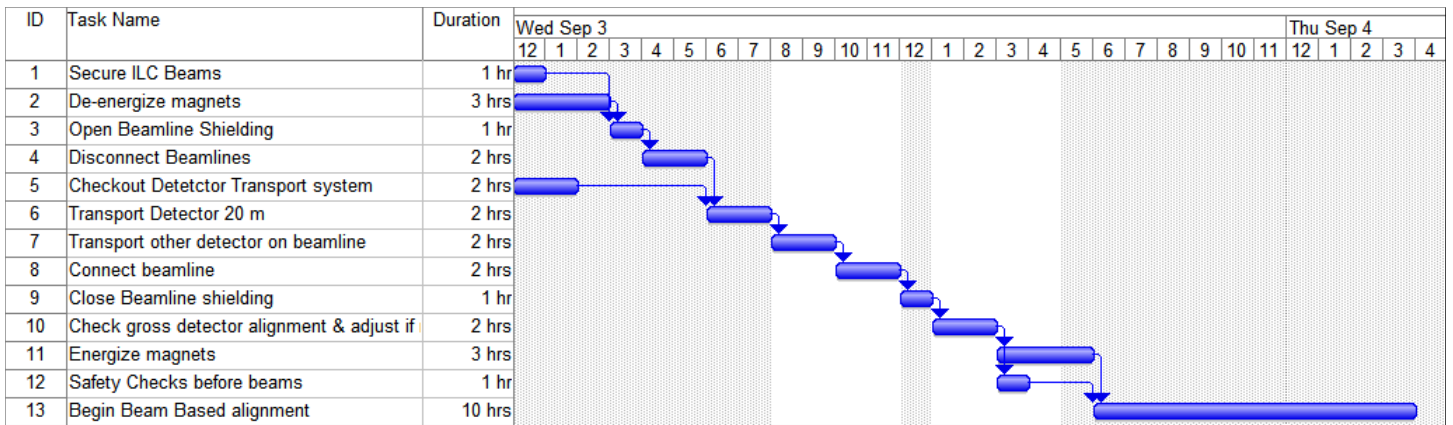 ID Task Name Duration Wed Sep 3 Thu Sep 4
12 1 2 3 4 5 6 7 8 9 10 11 12 1 2 3 4 5 6 7 8 9 10 11 12 1 2 3 4
1 Secure ILC Beams 1 hr
2 De-energize magnets 3 hrs
3 Open Beamline Shielding 1 hr
4 Disconnect Beamlines 2 hrs
5 Checkout Detetctor Transport system 2 hrs
6 Transport Detector 20 m 2 hrs
7 Transport other detector on beamline 2 hrs
8 Connect beamline 2 hrs
9 Close Beamline shielding 1 hr
10 Check gross detector alignment & adjust if 2 hrs
11 Energize magnets 3 hrs
12 Safety Checks before beams 1 hr
13 Begin Beam Based alignment 10 hrs